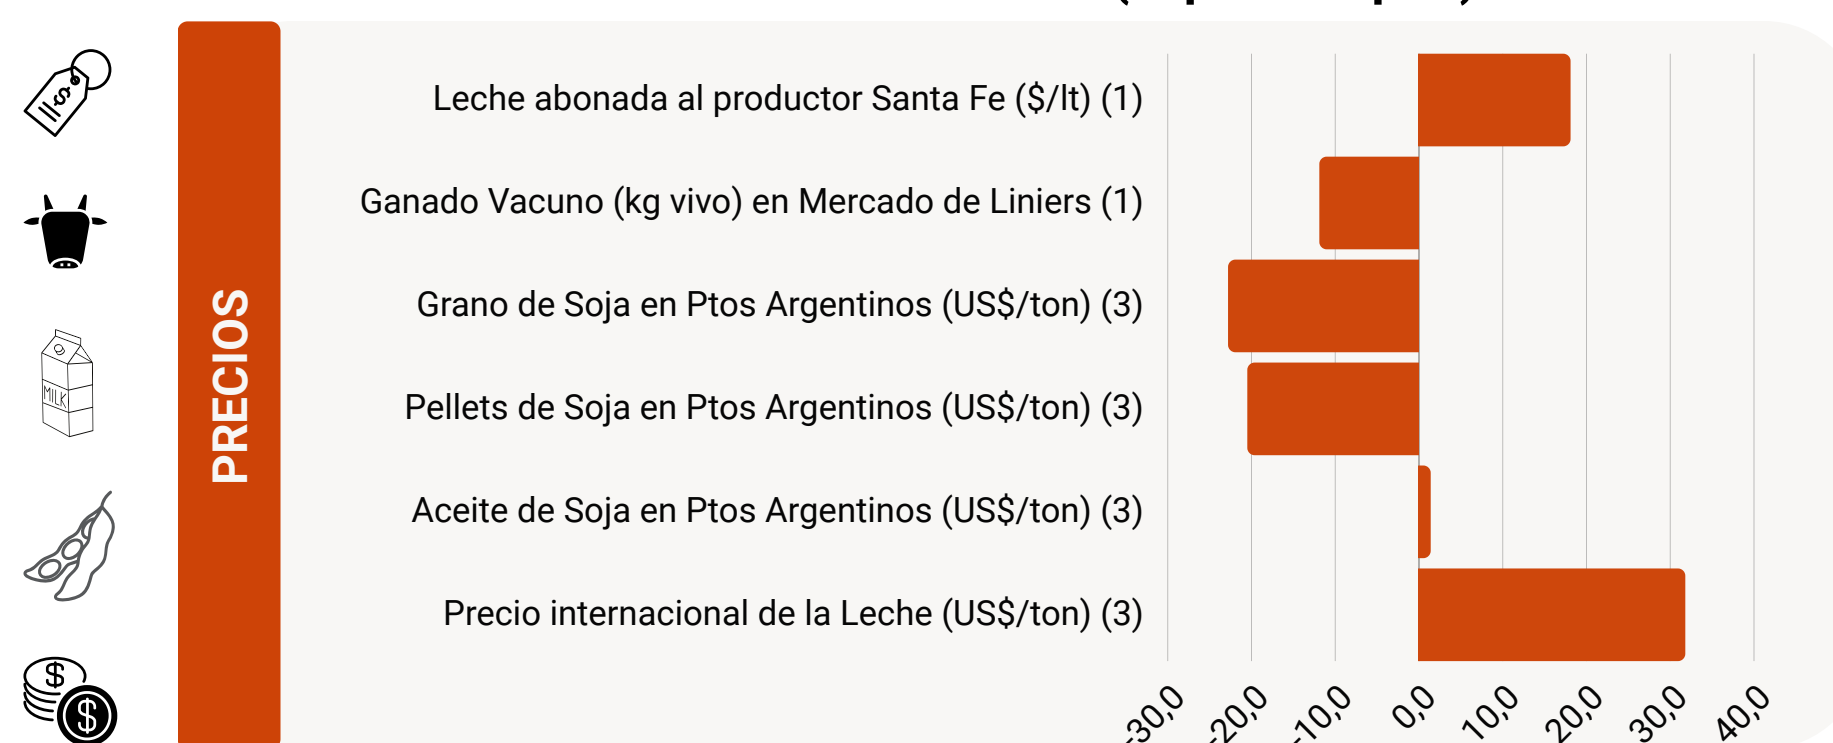 PRECIOS
Leche abonada al productor Santa Fe ($/lt) (1)
Ganado Vacuno (kg vivo) en Mercado de Liniers (1)
Grano de Soja en Ptos Argentinos (US$/ton) (3)
MILK
Pellets de Soja en Ptos Argentinos (US$/ton) (3)
Aceite de Soja en Ptos Argentinos (US$/ton) (3)
Precio internacional de la Leche (US$/ton) (3)
-30,0 -20,0 -10,0 0,0 10,0 20,0 30,0 40,0